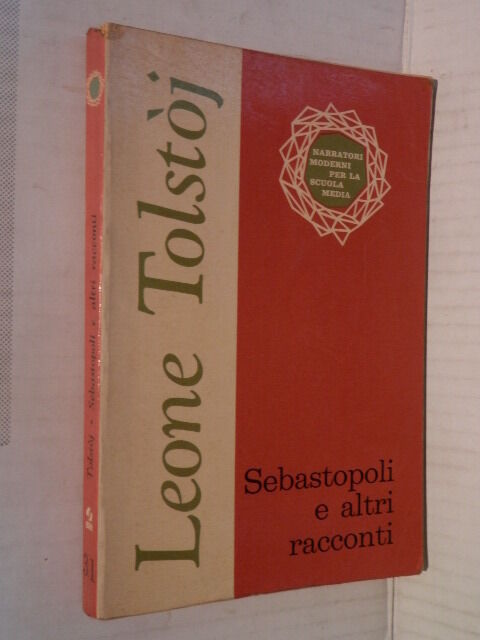 Tolstòj - Sebastopoli e altri racconti
31
Leone Tolstòj
NARRATORI
MODERNI
PER LA
SCUOLA
MEDIA
Sebastopoli
e altri
racconti